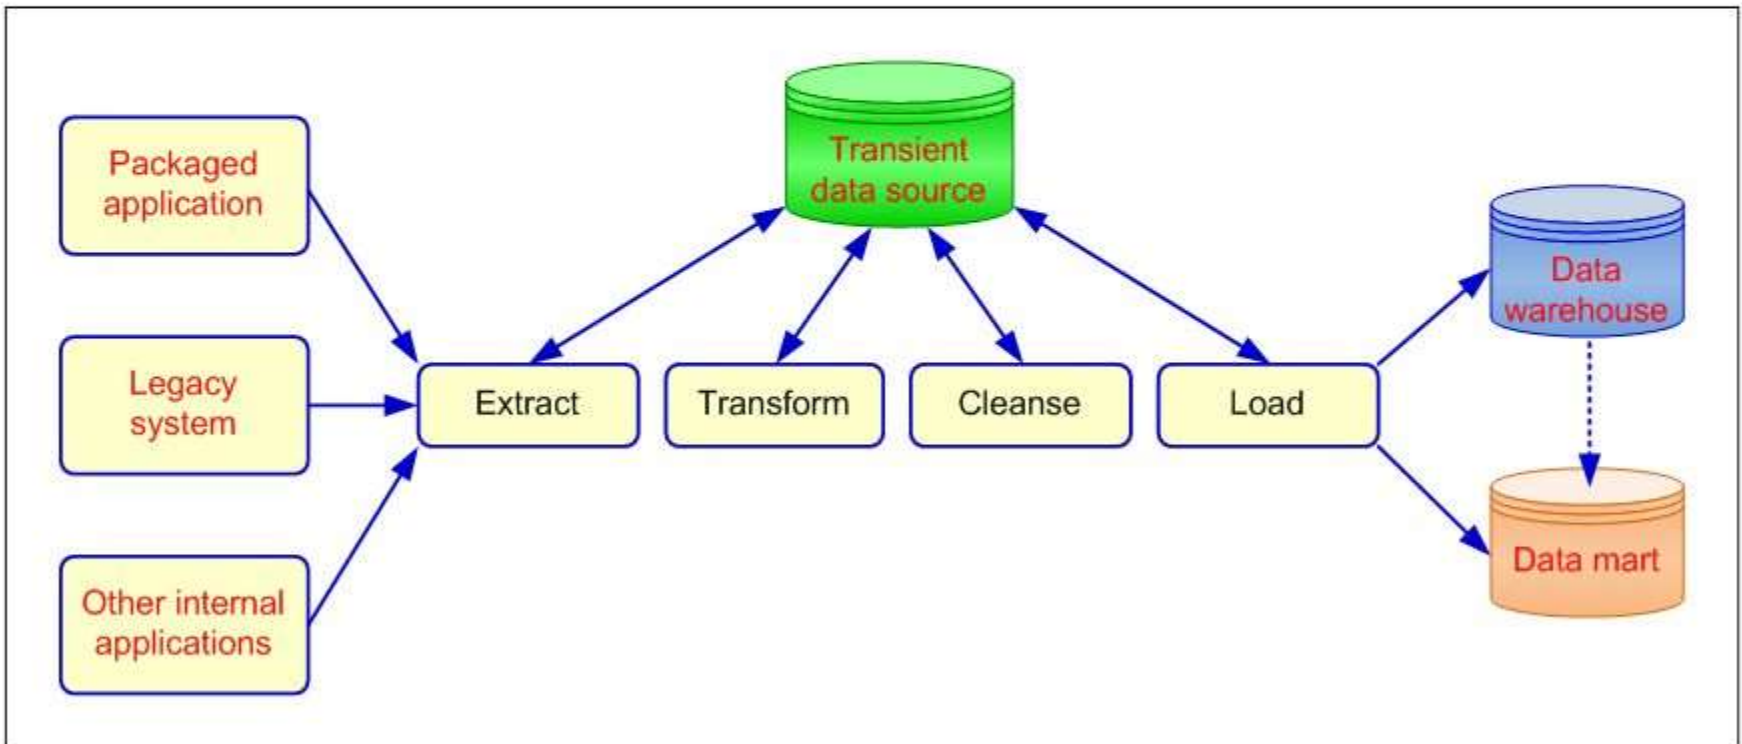 Packaged
application
Legacy
system
Other internal
applications
Transient
data source
Extract
Transform
Cleanse
Load
Data
warehouse
Data mart